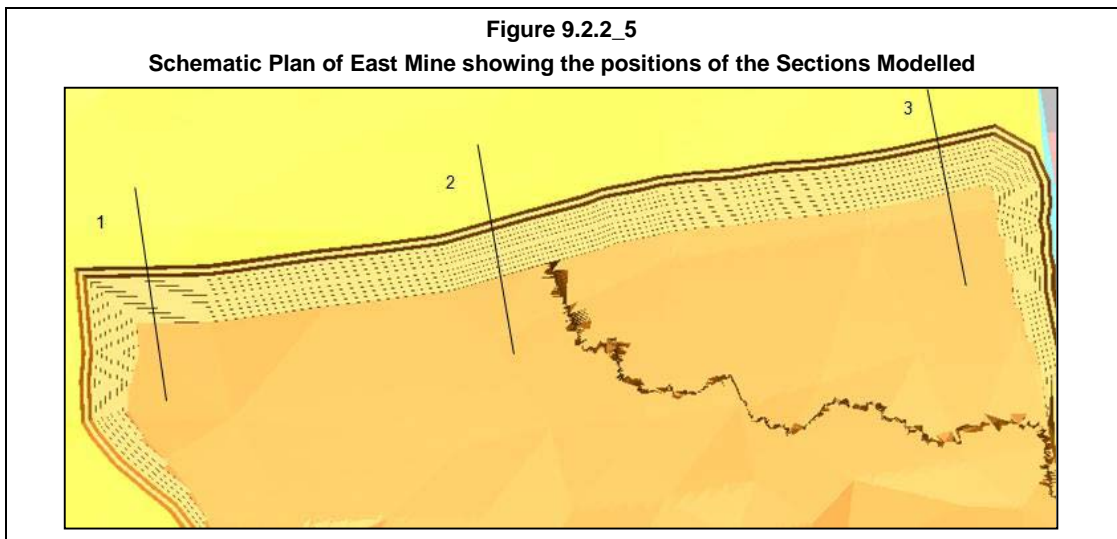 Figure 9.2.2_5
Schematic Plan of East Mine showing the positions of the Sections Modelled
3
2
1